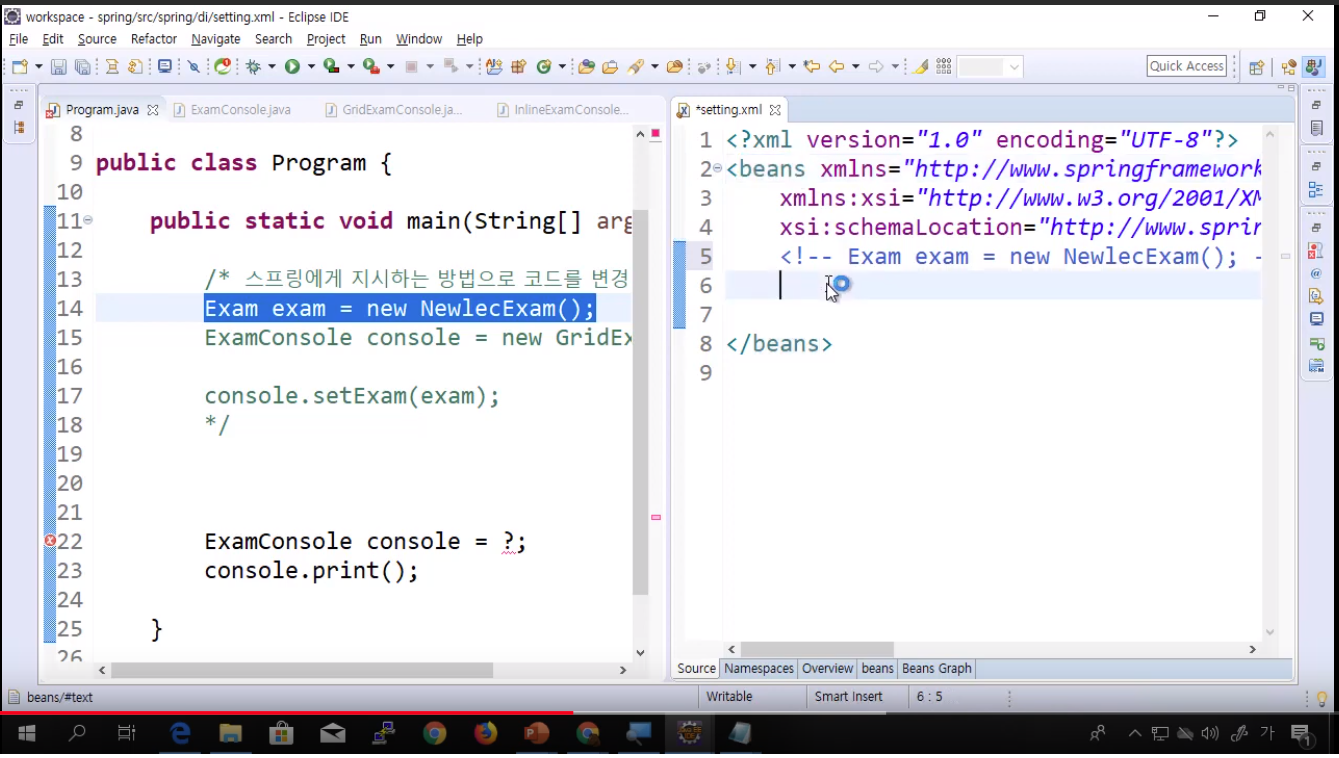 workspace - spring/src/spring/di/setting.xml - Eclipse IDE
File Edit Source Refactor Navigate Search Project Run Window Help
Quick Access
Program.java ExamConsole.java GridExamConsole.ja... InlineExamConsole...
8
9 public class Program {
10
11 public static void main(String[] arg
12
13 /* 스프링에게 지시하는 방법으로 코드를 변경
14 Exam exam = new NewlecExam();
15 ExamConsole console = new GridEx
16
17 console.setExam(exam);
18 */
19
20
21
22 ExamConsole console = ?;
23 console.print();
24
25 }
26
*setting.xml
1 <?xml version="1.0" encoding="UTF-8"?>
2 <beans xmlns="http://www.springframework
3 xmlns:xsi="http://www.w3.org/2001/XM
4 xsi:schemaLocation="http://www.sprin
5 <!-- Exam exam = new NewlecExam(); -
6
7
8 </beans>
9
Source Namespaces Overview beans Beans Graph
beans/#text Writable Smart Insert 6 : 5
가 1